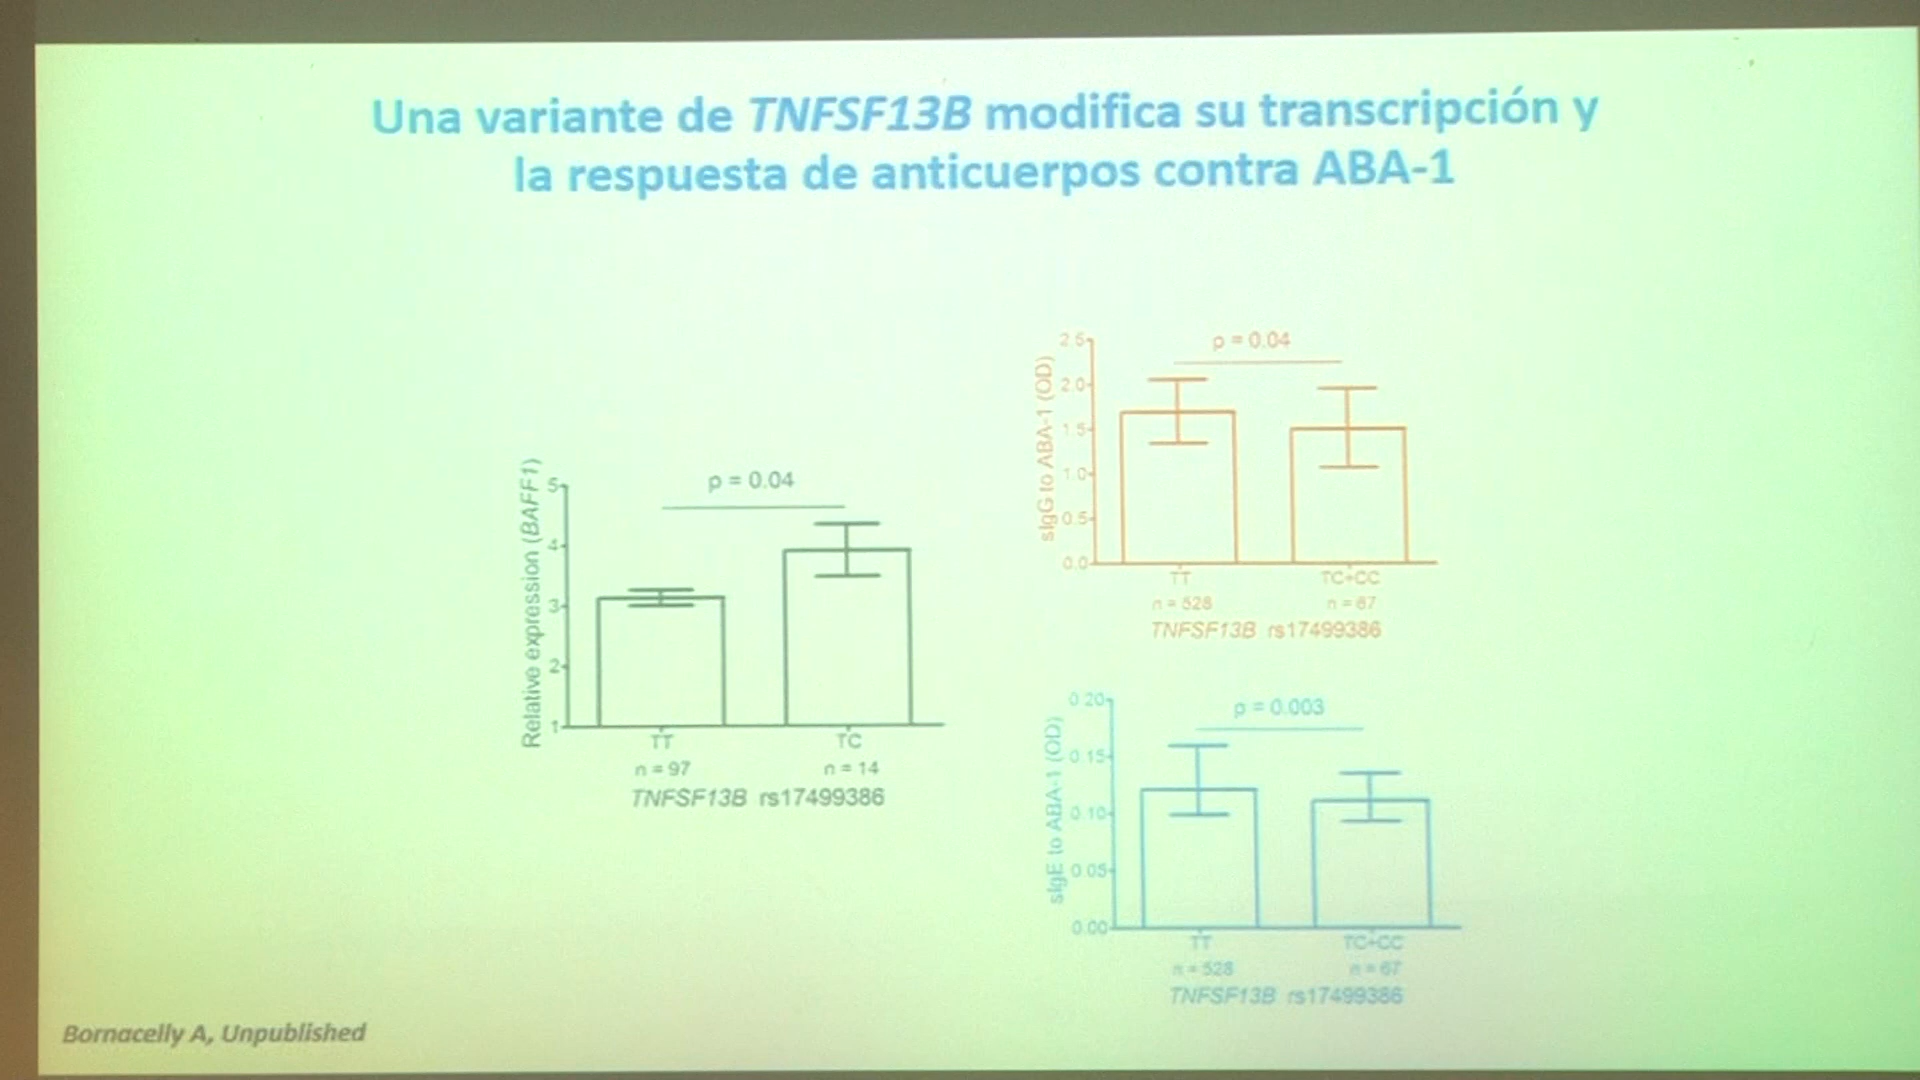 Una variante de TNFSF13B modifica su transcripción y
la respuesta de anticuerpos contra ABA-1
Relative expression (BAFF1)
5
4
3
2
1
p = 0.04
TT
TC
n = 97
n = 14
TNFSF13B rs17499386
sIgG to ABA-1 (OD)
2.5
2.0
1.5
1.0
0.5
0.0
p = 0.04
TT
TC+CC
n = 528
n = 67
TNFSF13B rs17499386
sIgE to ABA-1 (OD)
0.20
0.15
0.10
0.05
0.00
p = 0.003
TT
TC+CC
n = 528
n = 67
TNFSF13B rs17499386
Bornacelly A, Unpublished